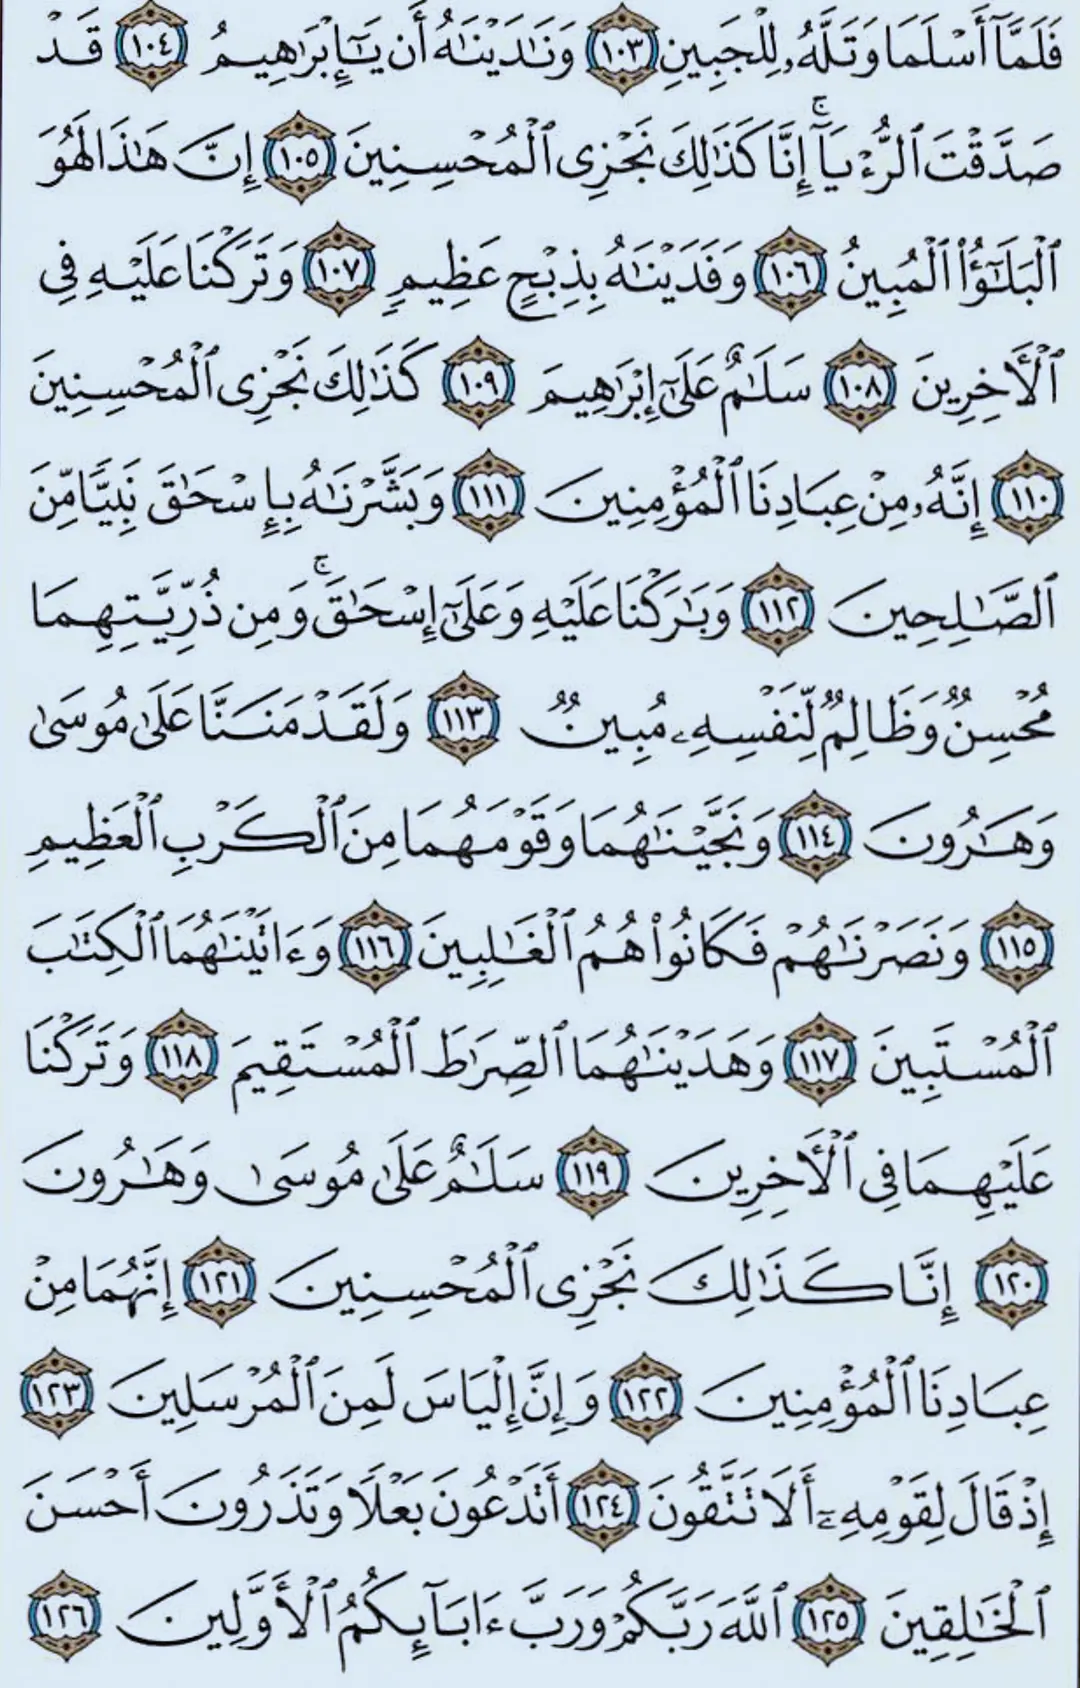 فَلَمَّآ أَسْلَمَا وَتَلَّهُۥ لِلْجَبِينِ ١٠٣ وَنَٰدَيْنَٰهُ أَن يَٰٓإِبْرَٰهِيمُ ١٠٤ قَدْ
صَدَّقْتَ ٱلرُّءْيَآ ۚ إِنَّا كَذَٰلِكَ نَجْزِى ٱلْمُحْسِنِينَ ١٠٥ إِنَّ هَٰذَا لَهُوَ
ٱلْبَلَٰٓؤُا۟ ٱلْمُبِينُ ١٠٦ وَفَدَيْنَٰهُ بِذِبْحٍ عَظِيمٍ ١٠٧ وَتَرَكْنَا عَلَيْهِ فِى
ٱلْءَاخِرِينَ ١٠٨ سَلَٰمٌ عَلَىٰٓ إِبْرَٰهِيمَ ١٠٩ كَذَٰلِكَ نَجْزِى ٱلْمُحْسِنِينَ
١١٠ إِنَّهُۥ مِنْ عِبَادِنَا ٱلْمُؤْمِنِينَ ١١١ وَبَشَّرْنَٰهُ بِإِسْحَٰقَ نَبِيًّا مِّنَ
ٱلصَّٰلِحِينَ ١١٢ وَبَٰرَكْنَا عَلَيْهِ وَعَلَىٰٓ إِسْحَٰقَ ۚ وَمِن ذُرِّيَّتِهِمَا
مُحْسِنٌ وَظَالِمٌ لِّنَفْسِهِۦ مُبِينٌ ١١٣ وَلَقَدْ مَنَنَّا عَلَىٰ مُوسَىٰ
وَهَٰرُونَ ١١٤ وَنَجَّيْنَٰهُمَا وَقَوْمَهُمَا مِنَ ٱلْكَرْبِ ٱلْعَظِيمِ
١١٥ وَنَصَرْنَٰهُمْ فَكَانُوا۟ هُمُ ٱلْغَٰلِبِينَ ١١٦ وَءَاتَيْنَٰهُمَا ٱلْكِتَٰبَ
ٱلْمُسْتَبِينَ ١١٧ وَهَدَيْنَٰهُمَا ٱلصِّرَٰطَ ٱلْمُسْتَقِيمَ ١١٨ وَتَرَكْنَا
عَلَيْهِمَا فِى ٱلْءَاخِرِينَ ١١٩ سَلَٰمٌ عَلَىٰ مُوسَىٰ وَهَٰرُونَ
١٢٠ إِنَّا كَذَٰلِكَ نَجْزِى ٱلْمُحْسِنِينَ ١٢١ إِنَّهُمَا مِنْ
عِبَادِنَا ٱلْمُؤْمِنِينَ ١٢٢ وَإِنَّ إِلْيَاسَ لَمِنَ ٱلْمُرْسَلِينَ ١٢٣
إِذْ قَالَ لِقَوْمِهِۦٓ أَلَا تَتَّقُونَ ١٢٤ أَتَدْعُونَ بَعْلًا وَتَذَرُونَ أَحْسَنَ
ٱلْخَٰلِقِينَ ١٢٥ ٱللَّهَ رَبَّكُمْ وَرَبَّ ءَابَآئِكُمُ ٱلْأَوَّلِينَ ١٢٦